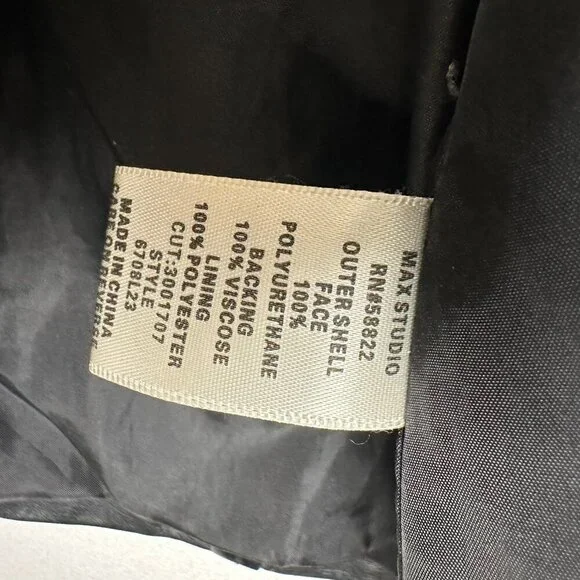 MAX STUDIO
RN#58822
OUTER SHELL
FACE
100%
POLYURETHANE
BACKING
100% VISCOSE
LINING
100% POLYESTER
CUT:3001707
STYLE
6708L23
MADE IN CHINA